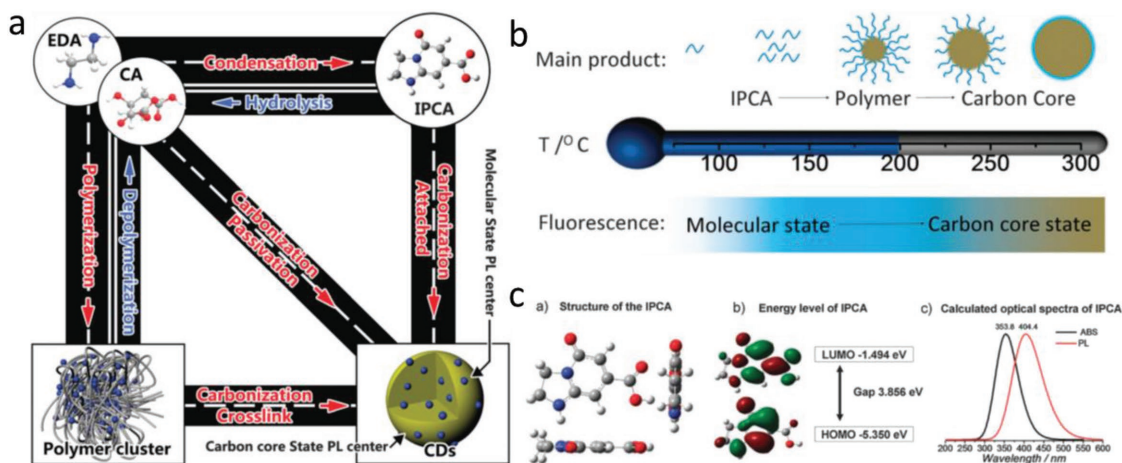 a
EDA
CA
Condensation
Hydrolysis
IPCA
Polymerization
Depolymerization
Carbonization
Passivation
Carbonization
Attached
Molecular State PL center
Polymer cluster
Carbonization
Crosslink
Carbon core State PL center
CDs
b
Main product:
IPCA Polymer Carbon Core
T /⁰ C
100 150 200 250 300
Fluorescence: Molecular state Carbon core state
c
a) Structure of the IPCA
b) Energy level of IPCA
LUMO -1.494 eV
Gap 3.856 eV
HOMO -5.350 eV
c) Calculated optical spectra of IPCA
353.8 404.4
ABS
PL
200 250 300 350 400 450 500 550 600
Wavelength / nm